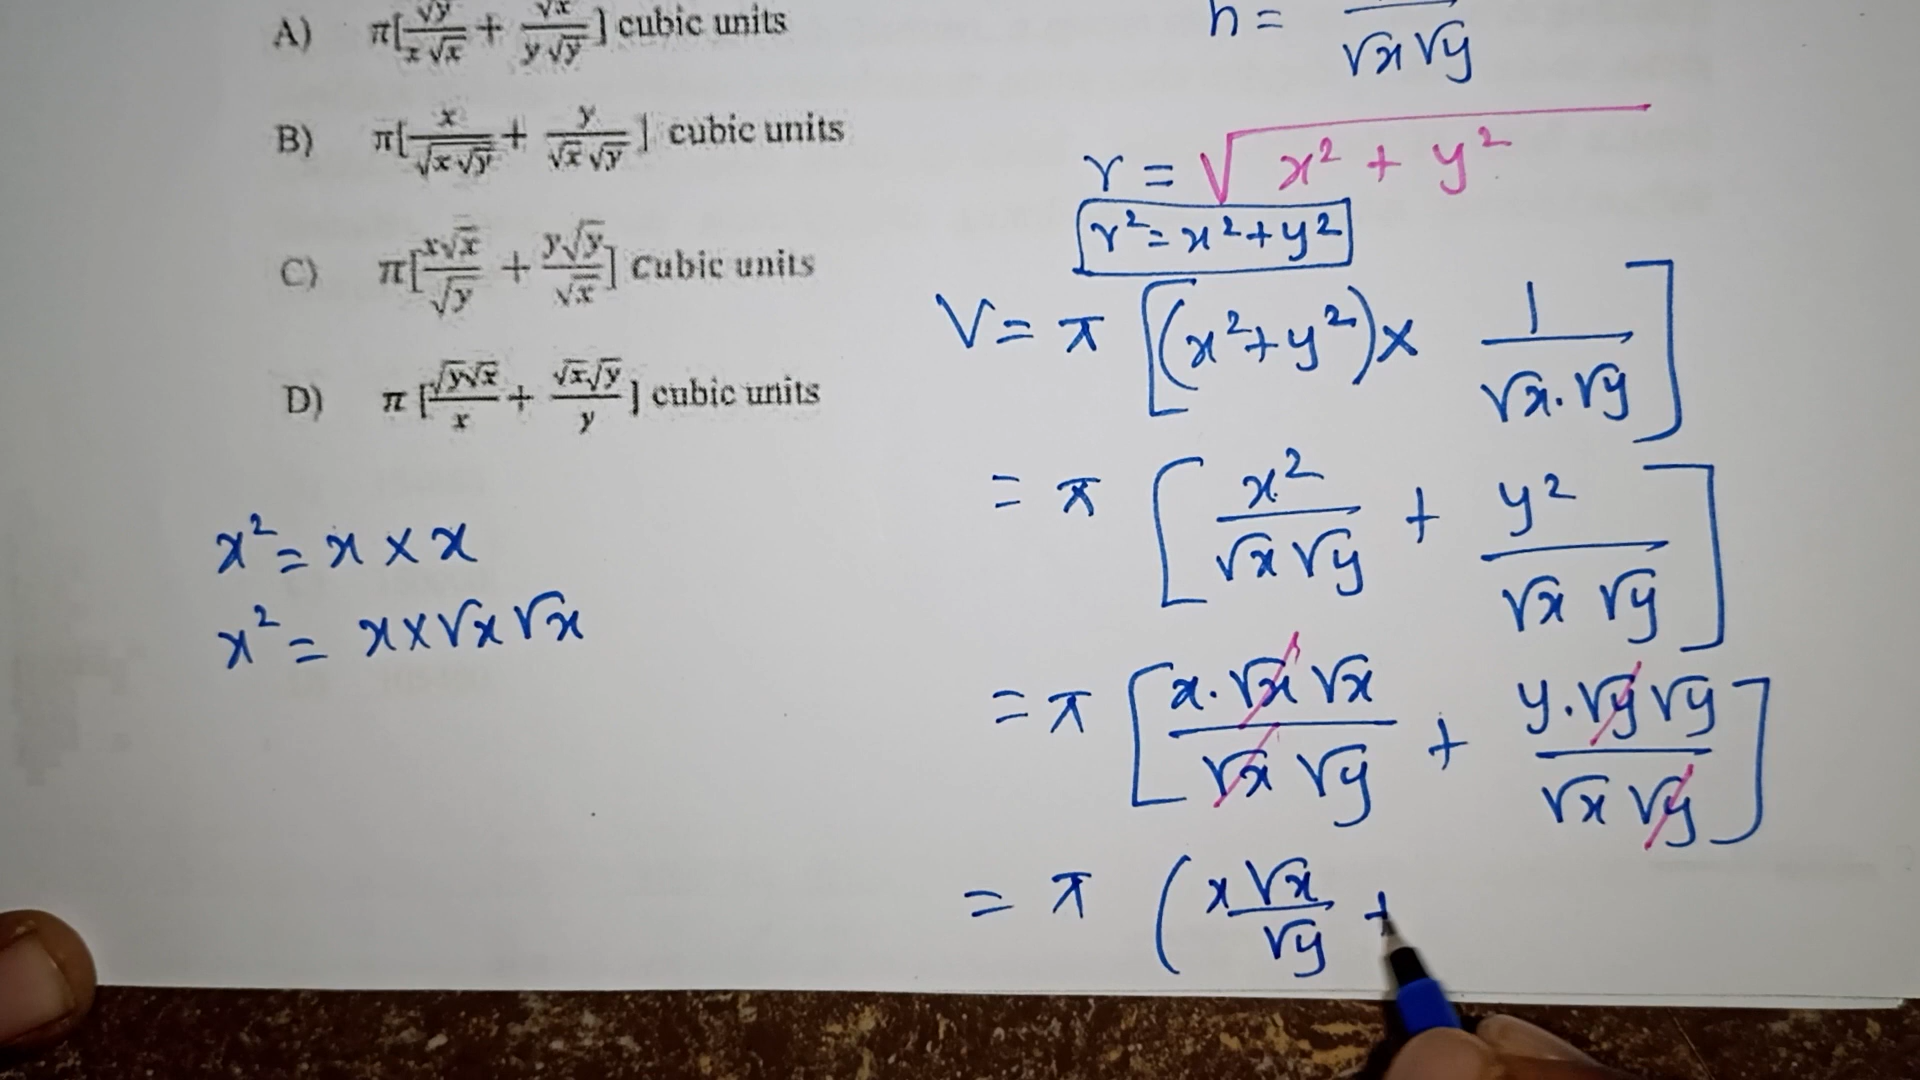 A) π[√y/x√x + √x/y√y] cubic units
B) π[x/√x√y + y/√x√y] cubic units
C) π[x√x/√y + y√y/√x] Cubic units
D) π [√y√x/x + √x√y/y] cubic units
x² = x × x
x² = x × √x √x
h = /√x √y
r = √x² + y²
r² = x² + y²
V = π [(x² + y²) × 1/√x . √y]
= π [x²/√x √y + y²/√x √y]
= π [x . √x √x/√x √y + y . √y √y/√x √y]
= π (x √x/√y +